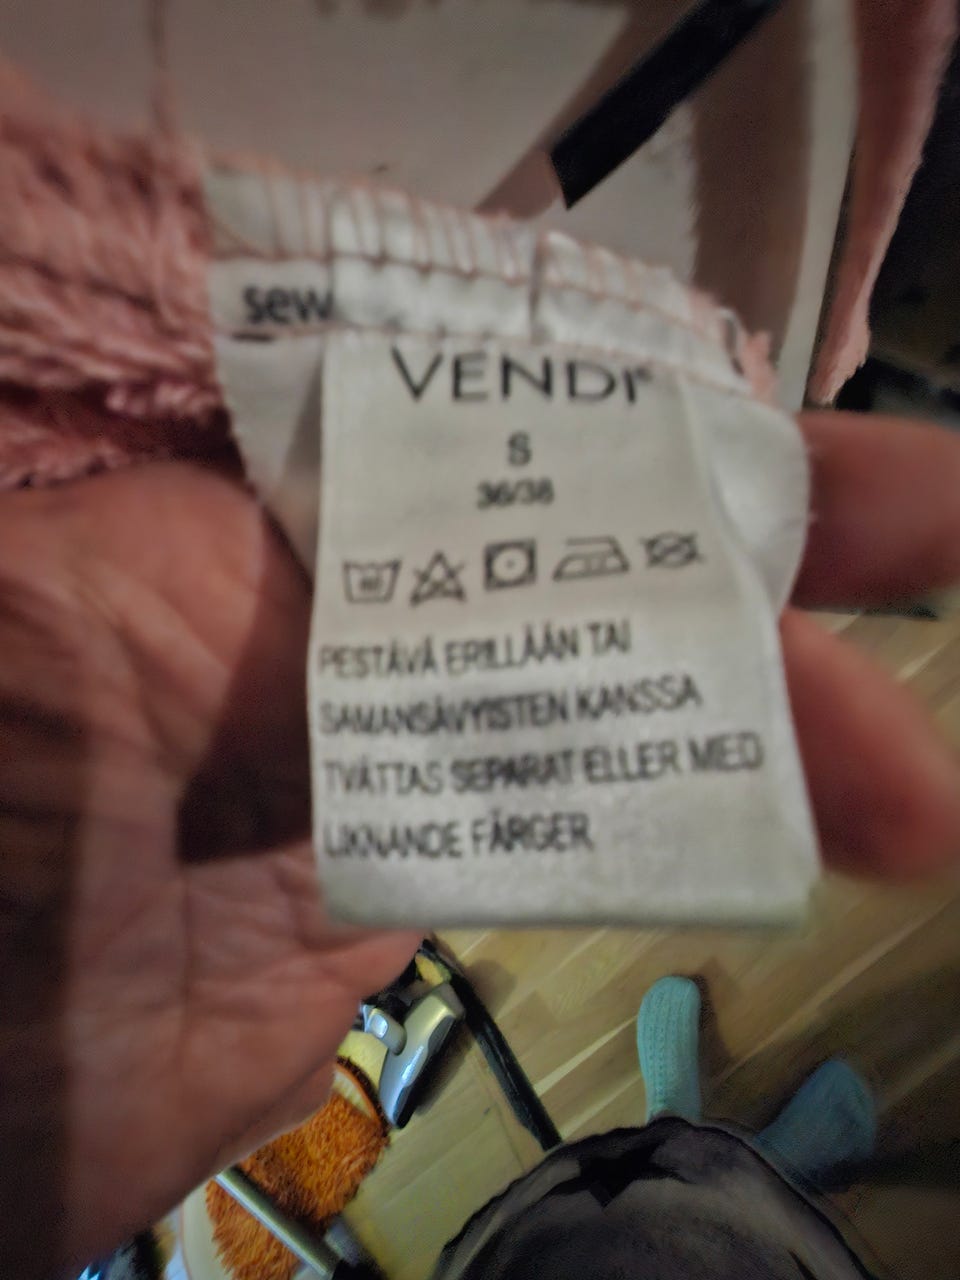 sew
VENDI®
S
36/38
PESTÄVÄ ERILLÄÄN TAI
SAMANSÄVYISTEN KANSSA
TVÄTTAS SEPARAT ELLER MED
LIKNANDE FÄRGER